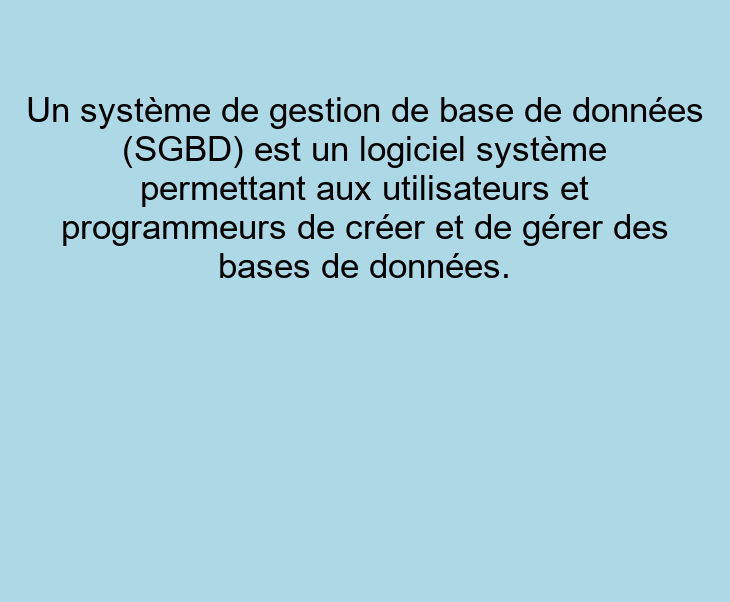 Un système de gestion de base de données
(SGBD) est un logiciel système
permettant aux utilisateurs et
programmeurs de créer et de gérer des
bases de données.